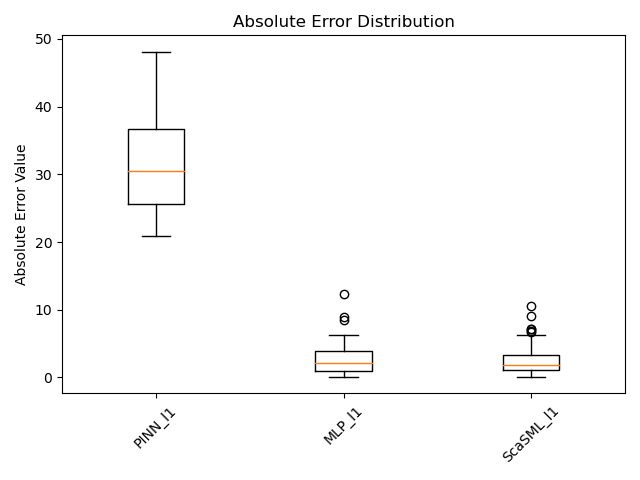 Absolute Error Distribution
Absolute Error Value
50
40
30
20
10
0
PINN_l1
MLP_l1
ScaSML_l1